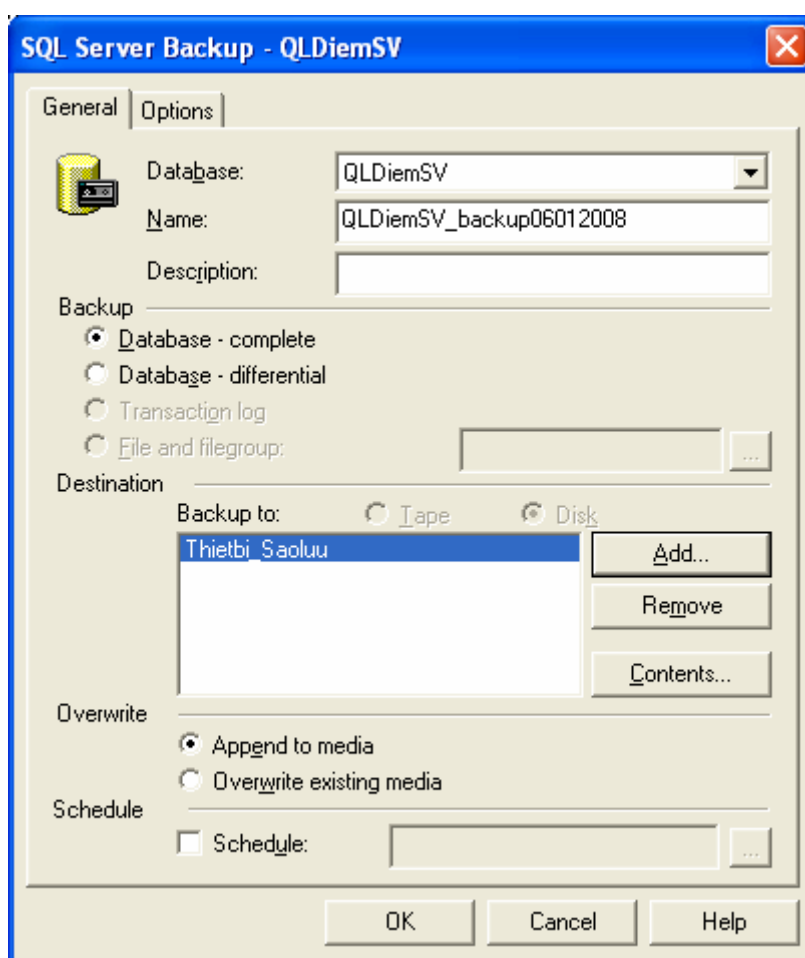 SQL Server Backup - QLDiemSV
General Options
Database: QLDiemSV
Name: QLDiemSV_backup06012008
Description:
Backup
Database - complete
Database - differential
Transaction log
File and filegroup: ...
Destination
Backup to: Tape Disk
Thietbi_Saoluu Add...
Remove
Contents...
Overwrite
Append to media
Overwrite existing media
Schedule
Schedule: ...
OK Cancel Help